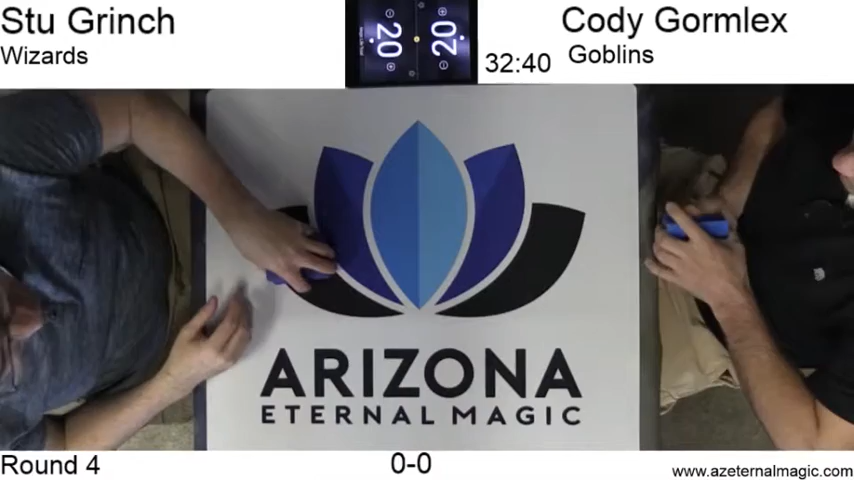 Stu Grinch
Wizards
20
20
32:40
Cody Gormlex
Goblins
ARIZONA
ETERNAL MAGIC
Round 4
0-0
www.azeternalmagic.com